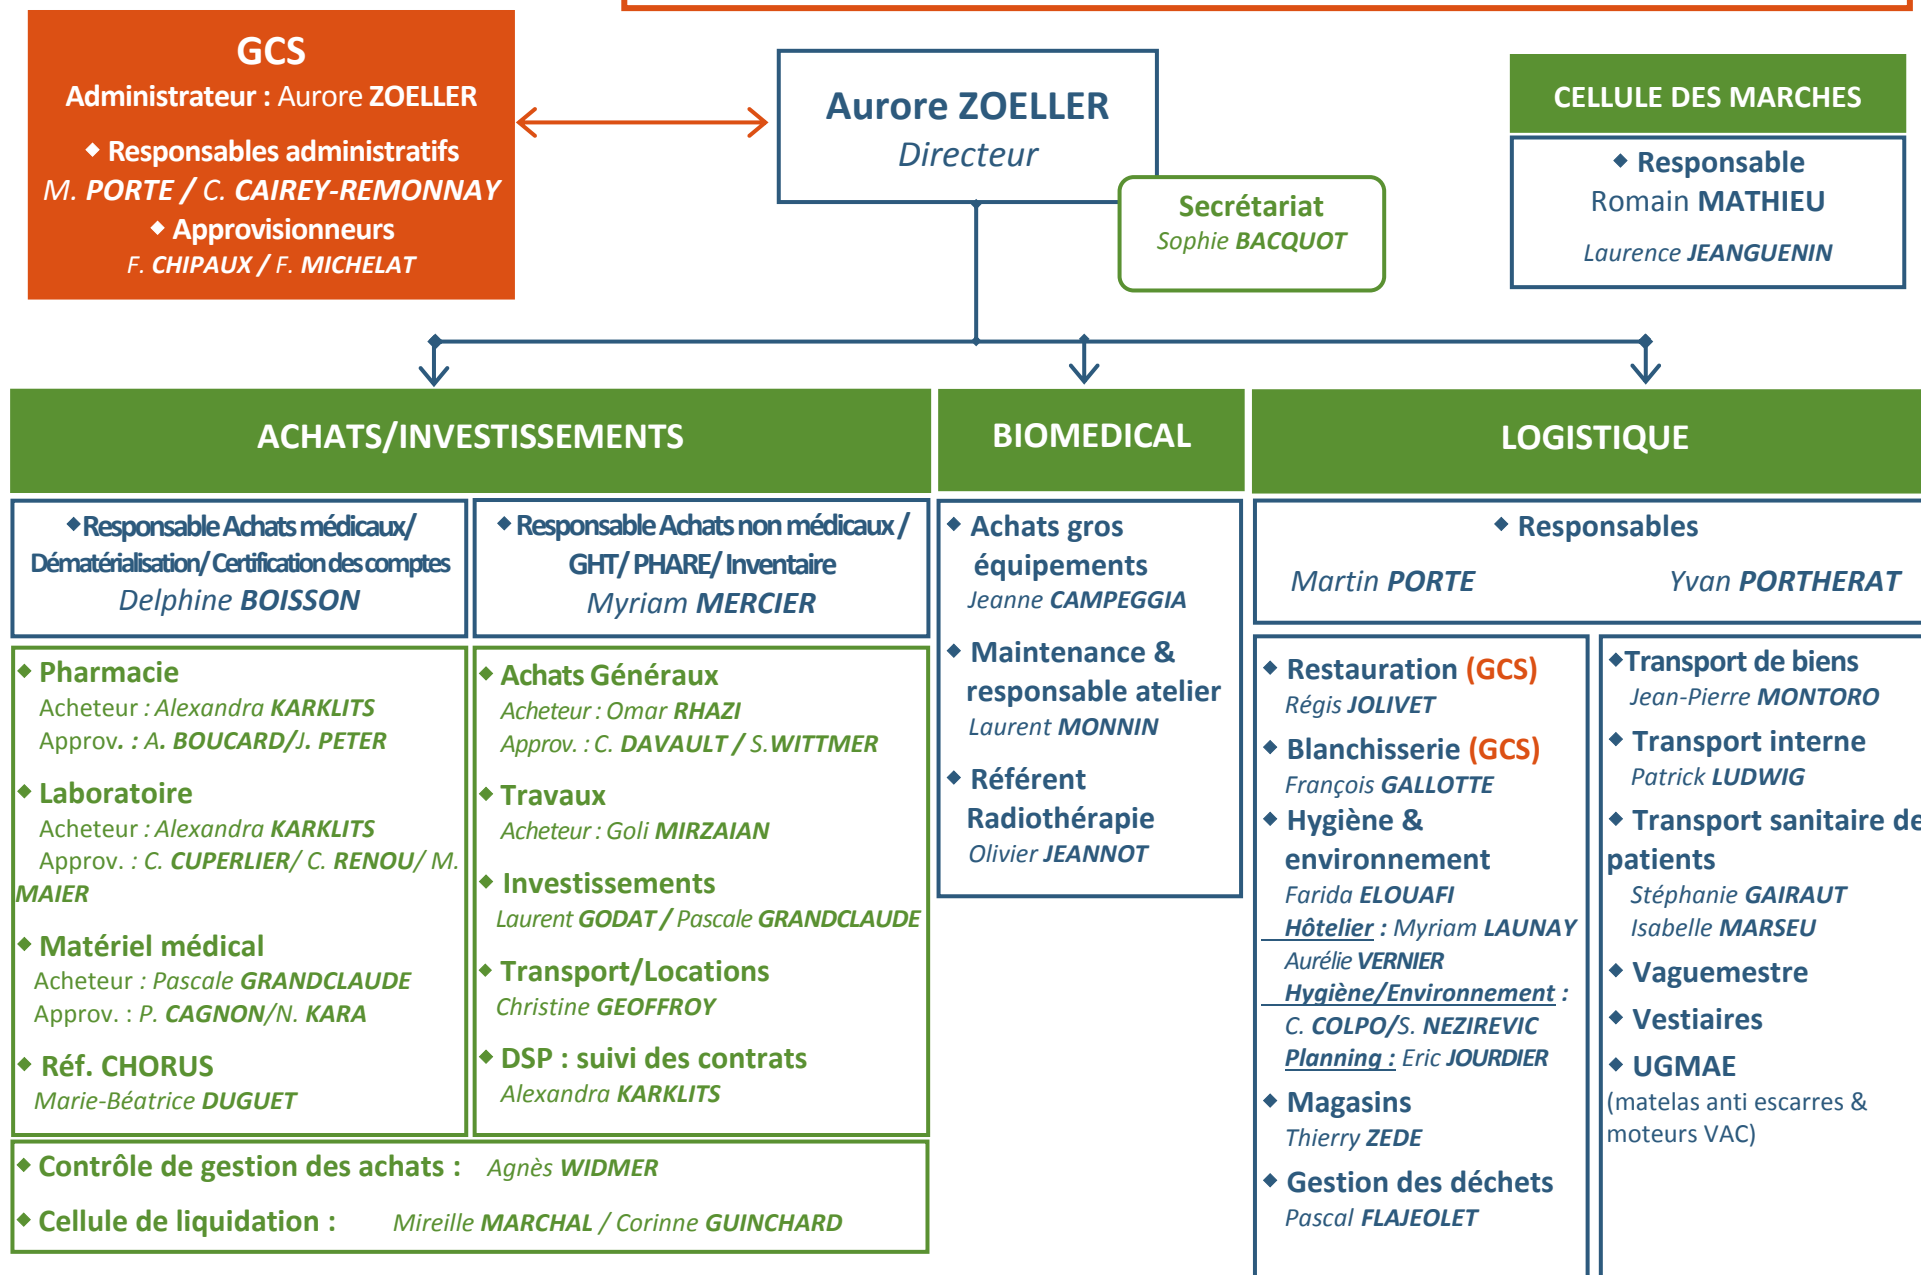 GCS
Administrateur : Aurore ZOELLER
◆ Responsables administratifs
M. PORTE / C. CAIREY-REMONNAY
◆ Approvisionneurs
F. CHIPAUX / F. MICHELAT
Aurore ZOELLER
Directeur
Secrétariat
Sophie BACQUOT
CELLULE DES MARCHES
◆ Responsable
Romain MATHIEU
Laurence JEANGUENIN
ACHATS/INVESTISSEMENTS
◆Responsable Achats médicaux/
Dématérialisation/ Certification des comptes
Delphine BOISSON
◆ Responsable Achats non médicaux /
GHT/ PHARE/ Inventaire
Myriam MERCIER
◆ Pharmacie
Acheteur : Alexandra KARKLITS
Approv. : A. BOUCARD/J. PETER
◆ Laboratoire
Acheteur : Alexandra KARKLITS
Approv. : C. CUPERLIER/ C. RENOU/ M.
MAIER
◆ Matériel médical
Acheteur : Pascale GRANDCLAUDE
Approv. : P. CAGNON/N. KARA
◆ Réf. CHORUS
Marie-Béatrice DUGUET
◆ Achats Généraux
Acheteur : Omar RHAZI
Approv. : C. DAVAULT / S.WITTMER
◆ Travaux
Acheteur : Goli MIRZAIAN
◆ Investissements
Laurent GODAT / Pascale GRANDCLAUDE
◆ Transport/Locations
Christine GEOFFROY
◆ DSP : suivi des contrats
Alexandra KARKLITS
◆ Contrôle de gestion des achats : Agnès WIDMER
◆ Cellule de liquidation : Mireille MARCHAL / Corinne GUINCHARD
BIOMEDICAL
◆ Achats gros
équipements
Jeanne CAMPEGGIA
◆ Maintenance &
responsable atelier
Laurent MONNIN
◆ Référent
Radiothérapie
Olivier JEANNOT
LOGISTIQUE
◆ Responsables
Martin PORTE Yvan PORTHERAT
◆ Restauration (GCS)
Régis JOLIVET
◆ Blanchisserie (GCS)
François GALLOTTE
◆ Hygiène &
environnement
Farida ELOUAFI
Hôtelier : Myriam LAUNAY
Aurélie VERNIER
Hygiène/Environnement :
C. COLPO/S. NEZIREVIC
Planning : Eric JOURDIER
◆ Magasins
Thierry ZEDE
◆ Gestion des déchets
Pascal FLAJEOLET
◆Transport de biens
Jean-Pierre MONTORO
◆ Transport interne
Patrick LUDWIG
◆ Transport sanitaire de
patients
Stéphanie GAIRAUT
Isabelle MARSEU
◆ Vaguemestre
◆ Vestiaires
◆ UGMAE
(matelas anti escarres &
moteurs VAC)